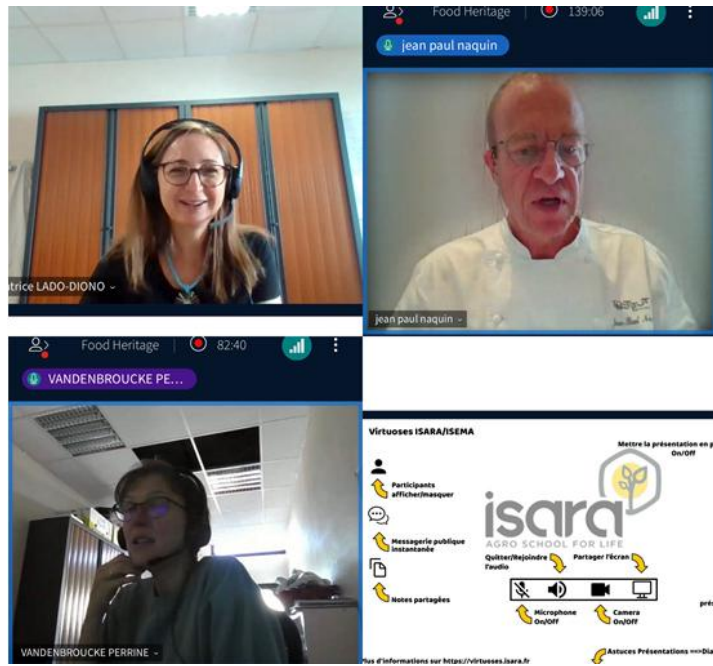 Food Heritage 139:06
jean paul naquin
atrice LADO-DIONO
jean paul naquin
Food Heritage 82:40
VANDENBROUCKE PE...
VANDENBROUCKE PERRINE
Virtuoses ISARA/ISEMA
Mettre la présentation en p
On/Off
Participants
afficher/masquer
Messagerie publique
instantanée
Notes partagées
isara
AGRO SCHOOL FOR LIFE
Quitter/Rejoindre
l'audio
Partager l'écran
Microphone
On/Off
Camera
On/Off
prés
Astuces Présentations ==>Dia
lus d'informations sur https://virtuoses.isara.fr